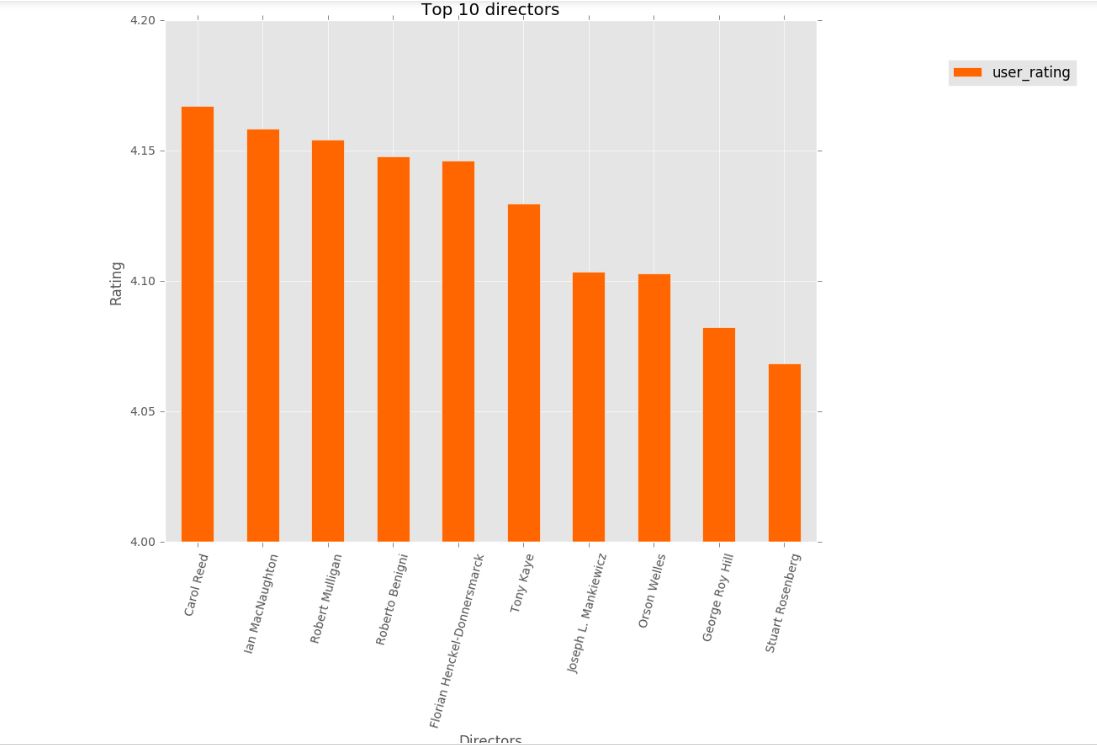 Top 10 directors
user_rating
4.20
4.15
4.10
4.05
4.00
Rating
Carol Reed
Ian MacNaughton
Robert Mulligan
Roberto Benigni
Florian Henckel-Donnersmarck
Tony Kaye
Joseph L. Mankiewicz
Orson Welles
George Roy Hill
Stuart Rosenberg
Directors